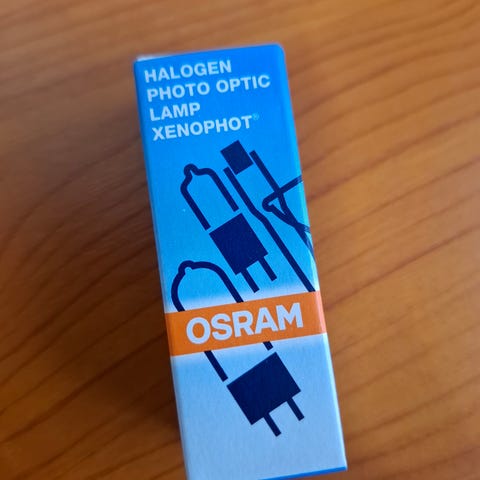 HALOGEN
PHOTO OPTIC
LAMP
XENOPHOT®
OSRAM